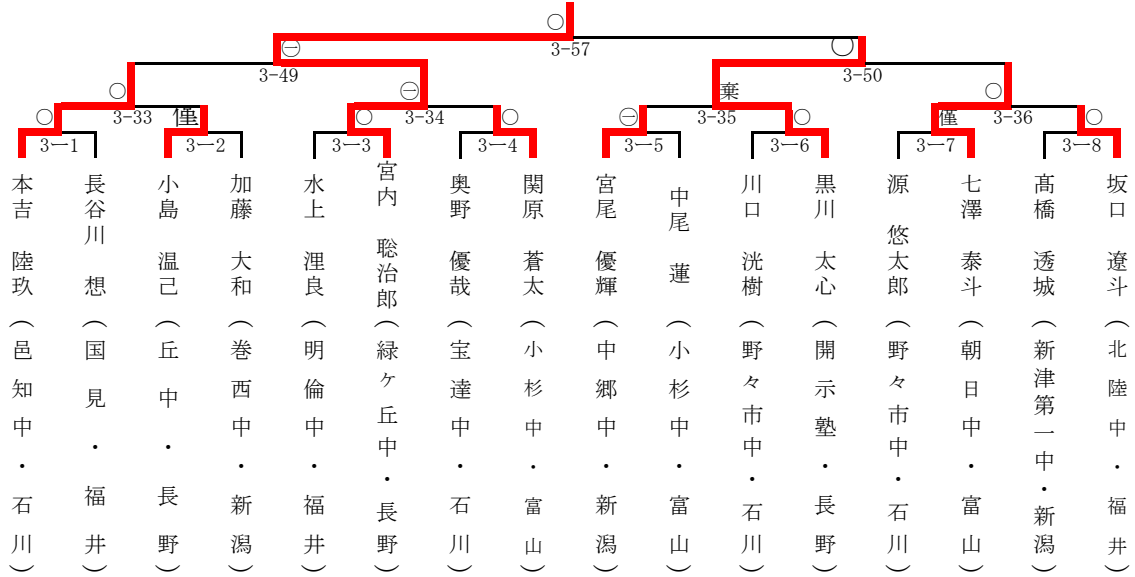 ○
3-57
㊀
○
3-49
3-50
○
㊀
棄
○
○
3-33
僅
○
3-34
○
㊀
3-35
○
僅
3-36
○
3-1
3-2
3-3
3-4
3-5
3-6
3-7
3-8
本吉 陸玖(邑知中・石川)
長谷川 想(国見・福井)
小島 温己(丘中・長野)
加藤 大和(巻西中・新潟)
水上 浬良(明倫中・福井)
宮内 聡治郎(緑ヶ丘中・長野)
奥野 優哉(宝達中・石川)
関原 蒼太(小杉中・富山)
宮尾 優輝(中郷中・新潟)
中尾 蓮(小杉中・富山)
川口 洸樹(野々市中・石川)
黒川 太心(開示塾・長野)
源 悠太郎(野々市中・石川)
七澤 泰斗(朝日中・富山)
髙橋 透城(新津第一中・新潟)
坂口 遼斗(北陸中・福井)